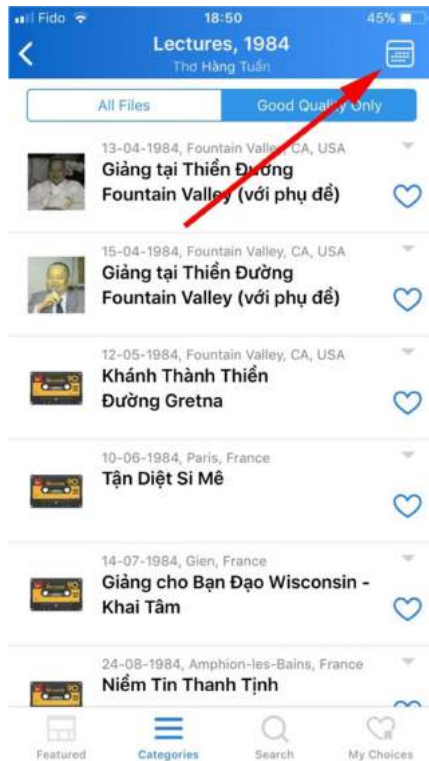 Fido 18:50 45%
Lectures, 1984
Thơ Hàng Tuần
All Files Good Quality Only
13-04-1984, Fountain Valley, CA, USA
Giảng tại Thiền Đường
Fountain Valley (với phụ đề)
15-04-1984, Fountain Valley, CA, USA
Giảng tại Thiền Đường
Fountain Valley (với phụ đề)
12-05-1984, Fountain Valley, CA, USA
Khánh Thành Thiền
Đường Gretna
10-06-1984, Paris, France
Tận Diệt Si Mê
14-07-1984, Gien, France
Giảng cho Bạn Đạo Wisconsin -
Khai Tâm
24-08-1984, Amphion-les-Bains, France
Niềm Tin Thanh Tịnh
Featured Categories Search My Choices